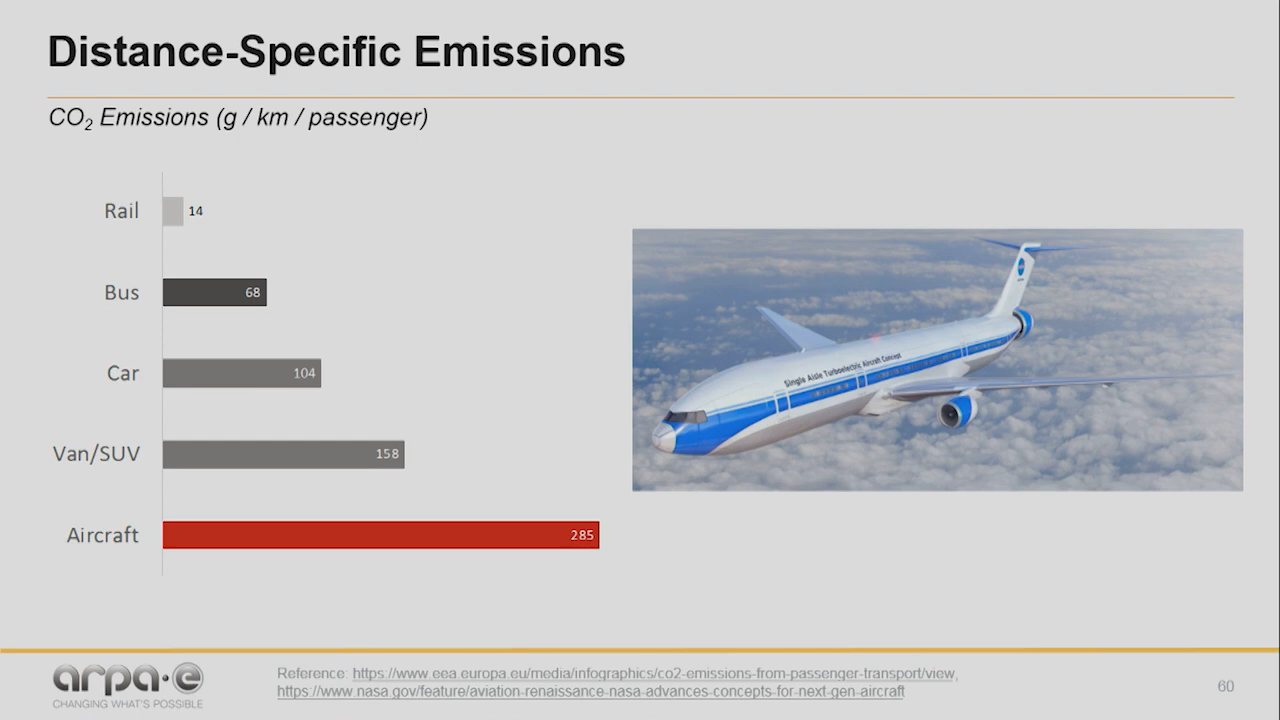 Distance-Specific Emissions
CO₂ Emissions (g / km / passenger)
Rail 14
Bus 68
Car 104
Van/SUV 158
Aircraft 285
Single Aisle Turboelectric Aircraft Concept
arpa·e
CHANGING WHAT'S POSSIBLE
Reference: https://www.eea.europa.eu/media/infographics/co2-emissions-from-passenger-transport/view,
https://www.nasa.gov/feature/aviation-renaissance-nasa-advances-concepts-for-next-gen-aircraft
60